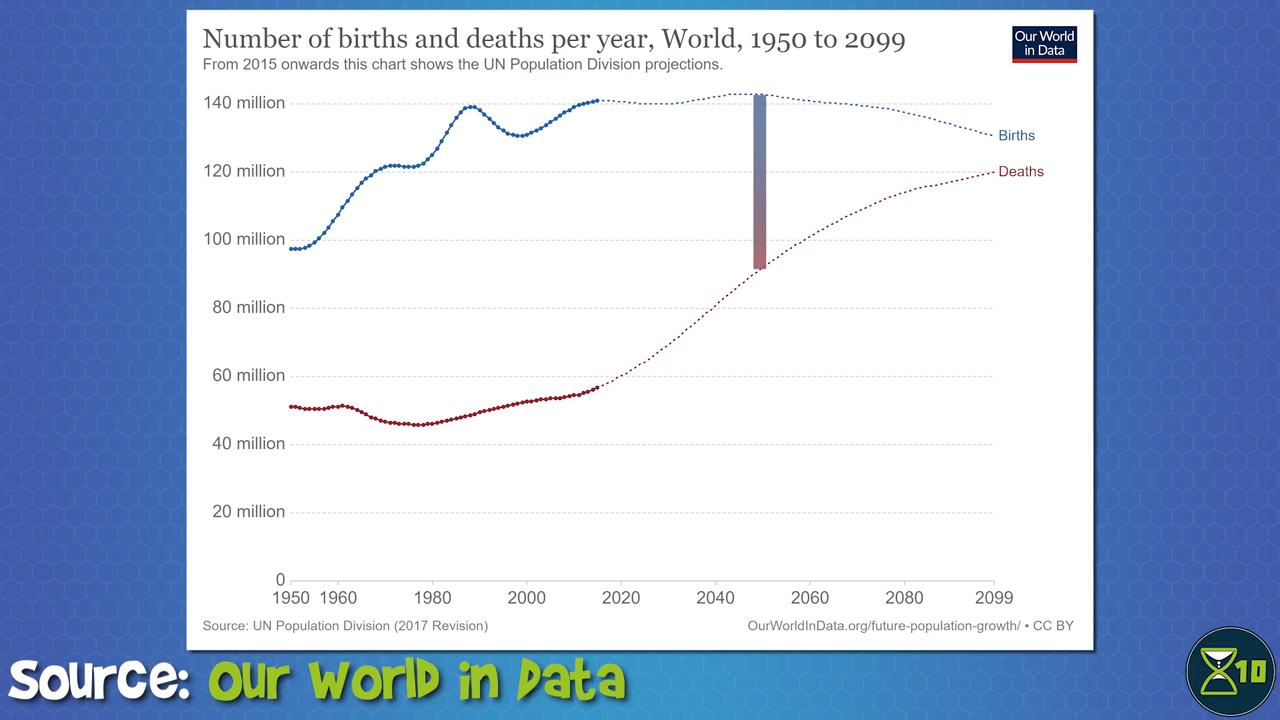 Number of births and deaths per year, World, 1950 to 2099
From 2015 onwards this chart shows the UN Population Division projections.
Our World
in Data
140 million
120 million
100 million
80 million
60 million
40 million
20 million
0
Births
Deaths
1950 1960 1980 2000 2020 2040 2060 2080 2099
Source: UN Population Division (2017 Revision)
OurWorldInData.org/future-population-growth/ • CC BY
Source: Our World in Data
10